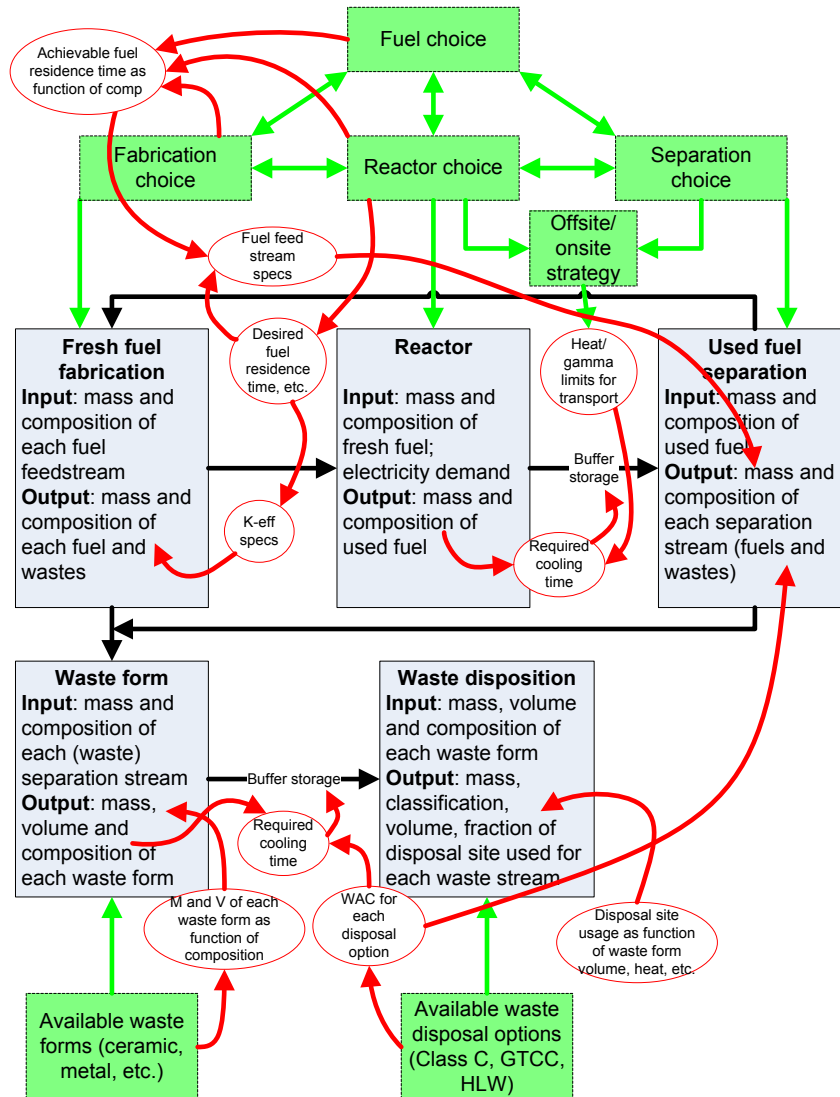 Fuel choice
Achievable fuel
residence time as
function of comp
Fabrication
choice
Reactor choice
Separation
choice
Offsite/
onsite
strategy
Fuel feed
stream
specs
Desired
fuel
residence
time, etc.
Heat/
gamma
limits for
transport
K-eff
specs
Fresh fuel
fabrication
Input: mass and
composition of
each fuel
feedstream
Output: mass and
composition of
each fuel and
wastes
Reactor
Input: mass and
composition of
fresh fuel;
electricity demand
Output: mass and
composition of
used fuel
Buffer
storage
Required
cooling
time
Used fuel
separation
Input: mass and
composition of
used fuel
Output: mass and
composition of
each separation
stream (fuels and
wastes)
Waste form
Input: mass and
composition of
each (waste)
separation stream
Output: mass,
volume and
composition of
each waste form
Buffer storage
Required
cooling
time
Waste disposition
Input: mass, volume
and composition of
each waste form
Output: mass,
classification,
volume, fraction of
disposal site used for
each waste stream
M and V of each
waste form as
function of
composition
WAC for
each
disposal
option
Disposal site
usage as function
of waste form
volume, heat, etc.
Available waste
forms (ceramic,
metal, etc.)
Available waste
disposal options
(Class C, GTCC,
HLW)